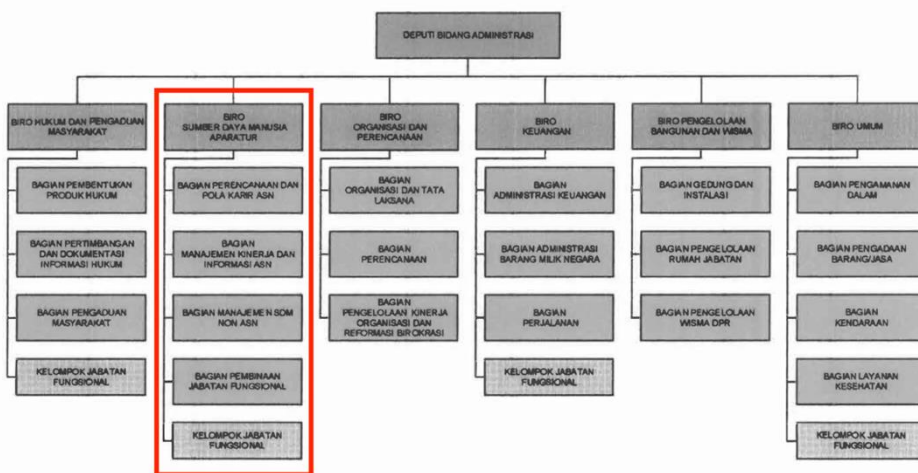 DEPUTI BIDANG ADMINISTRASI
BIRO HUKUM DAN PENGADUAN
MASYARAKAT
BAGIAN PEMBENTUKAN
PRODUK HUKUM
BAGIAN PERTIMBANGAN
DAN DOKUMENTASI
INFORMASI HUKUM
BAGIAN PENGADUAN
MASYARAKAT
KELOMPOK JABATAN
FUNGSIONAL
BIRO
SUMBER DAYA MANUSIA
APARATUR
BAGIAN PERENCANAAN DAN
POLA KARIR ASN
BAGIAN
MANAJEMEN KINERJA DAN
INFORMASI ASN
BAGIAN MANAJEMEN SDM
NON ASN
BAGIAN PEMBINAAN
JABATAN FUNGSIONAL
KELOMPOK JABATAN
FUNGSIONAL
BIRO
ORGANISASI DAN
PERENCANAAN
BAGIAN
ORGANISASI DAN TATA
LAKSANA
BAGIAN
PERENCANAAN
BAGIAN
PENGELOLAAN KINERJA
ORGANISASI DAN
REFORMASI BIROKRASI
BIRO
KEUANGAN
BAGIAN
ADMINISTRASI KEUANGAN
BAGIAN ADMINISTRASI
BARANG MILIK NEGARA
BAGIAN
PERJALANAN
KELOMPOK JABATAN
FUNGSIONAL
BIRO PENGELOLAAN
BANGUNAN DAN WISMA
BAGIAN GEDUNG DAN
INSTALASI
BAGIAN PENGELOLAAN
RUMAH JABATAN
BAGIAN PENGELOLAAN
WISMA DPR
BIRO UMUM
BAGIAN PENGAMANAN
DALAM
BAGIAN PENGADAAN
BARANG/JASA
BAGIAN
KENDARAAN
BAGIAN LAYANAN
KESEHATAN
KELOMPOK JABATAN
FUNGSIONAL